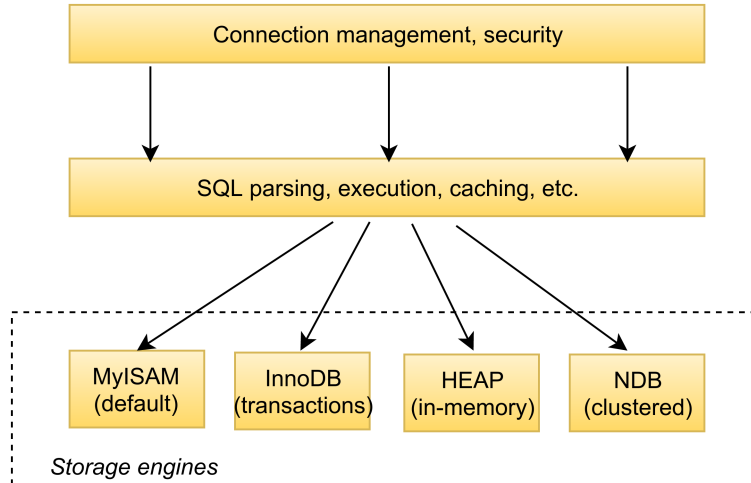 Connection management, security
SQL parsing, execution, caching, etc.
MyISAM
(default)
InnoDB
(transactions)
HEAP
(in-memory)
NDB
(clustered)
Storage engines